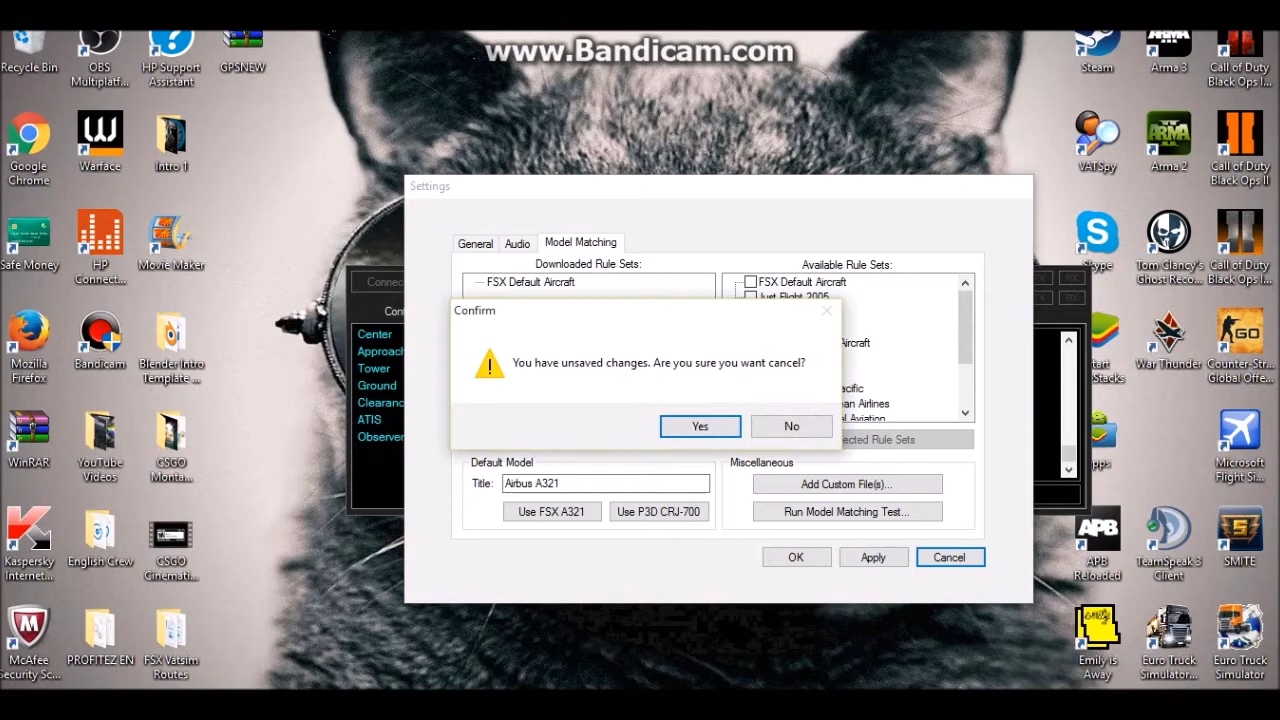 www.Bandicam.com
Recycle Bin
OBS
Multiplatf...
HP Support
Assistant
GPSNEW
Steam
Arma 3
Call of Duty
Black Ops I...
Google
Chrome
Warface
Intro 1
VATSpy
Arma 2
Call of Duty
Black Ops II
Safe Money
HP
Connect...
Movie Maker
Skype
Tom Clancy's
Ghost Reco...
Call of Duty
Mozilla
Firefox
Bandicam
Blender Intro
Template ...
War Thunder
Counter-Str...
Global Offe...
WinRAR
YouTube
Videos
CSGO
Monta...
Microsoft
Flight Si...
Kaspersky
Internet...
English Crew
CSGO
Cinemati...
APB
APB
Reloaded
TeamSpeak 3
Client
SMITE
McAfee
Security Sc...
PROFITEZ EN
FSX Vatsim
Routes
emily
Emily is
Away
Euro Truck
Simulator...
Euro Truck
Simulator
Settings
General
Audio
Model Matching
Downloaded Rule Sets:
Available Rule Sets:
FSX Default Aircraft
FSX Default Aircraft
Just Flight 2005
Center
Approach
Tower
Ground
Clearanc
ATIS
Observer
Confirm
You have unsaved changes. Are you sure you want cancel?
Yes
No
Default Model
Title:
Airbus A321
Use FSX A321
Use P3D CRJ-700
Miscellaneous
Add Custom File(s)...
Run Model Matching Test...
OK
Apply
Cancel